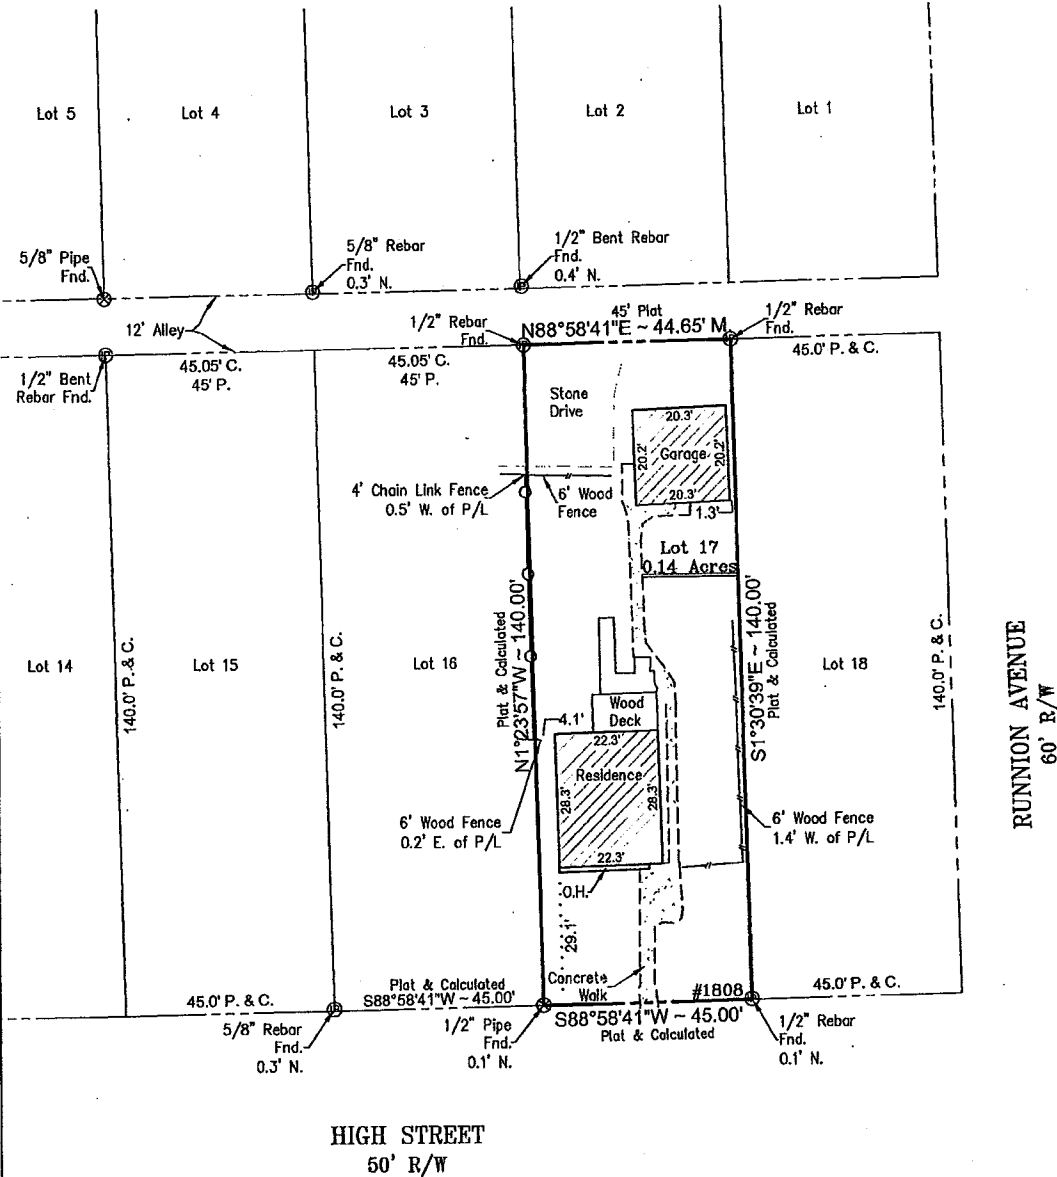 Lot 5
Lot 4
Lot 3
Lot 2
Lot 1
5/8" Pipe
Fnd.
5/8" Rebar
Fnd.
0.3' N.
1/2" Bent Rebar
Fnd.
0.4' N.
12' Alley
1/2" Rebar
Fnd.
45' Plat
N88°58'41"E ~ 44.65' M
1/2" Rebar
Fnd.
1/2" Bent
Rebar Fnd.
45.05' C.
45' P.
45.05' C.
45' P.
45.0' P. & C.
Stone
Drive
20.3'
20.2'
Garage
20.2'
20.3'
1.3'
4' Chain Link Fence
0.5' W. of P/L
6' Wood
Fence
Lot 17
0.14 Acres
Lot 14
140.0' P. & C.
Lot 15
140.0' P. & C.
Lot 16
Plat & Calculated
N1°23'57"W ~ 140.00'
S1°30'39"E ~ 140.00'
Plat & Calculated
Lot 18
140.0' P. & C.
RUNNION AVENUE
60' R/W
Wood
Deck
4.1'
22.3'
Residence
28.3'
28.3'
22.3'
6' Wood Fence
0.2' E. of P/L
6' Wood Fence
1.4' W. of P/L
O.H.
29.1'
Concrete
Walk
#1808
45.0' P. & C.
Plat & Calculated
S88°58'41"W ~ 45.00'
45.0' P. & C.
S88°58'41"W ~ 45.00'
Plat & Calculated
5/8" Rebar
Fnd.
0.3' N.
1/2" Pipe
Fnd.
0.1' N.
1/2" Rebar
Fnd.
0.1' N.
HIGH STREET
50' R/W